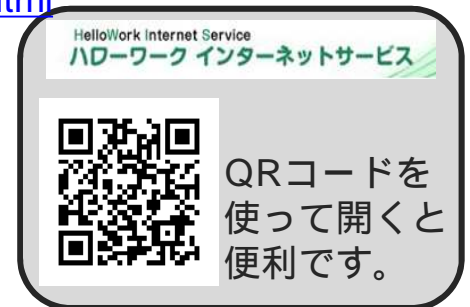 html
HelloWork Internet Service
ハローワーク インターネットサービス
QRコードを
使って開くと
便利です。